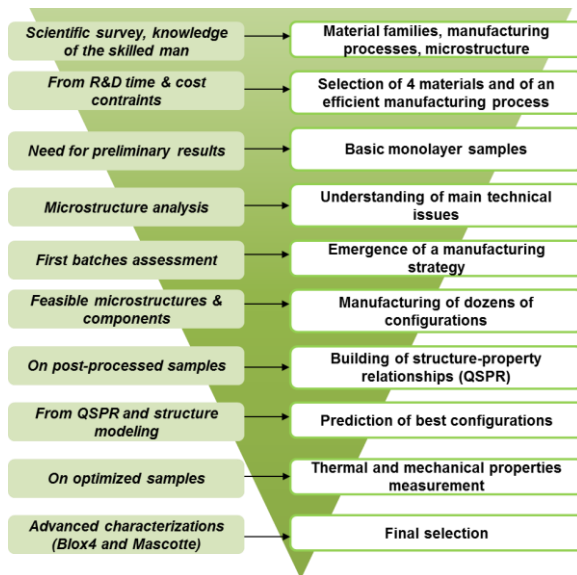 Scientific survey, knowledge
of the skilled man
Material families, manufacturing
processes, microstructure
From R&D time & cost
contraints
Selection of 4 materials and of an
efficient manufacturing process
Need for preliminary results
Basic monolayer samples
Microstructure analysis
Understanding of main technical
issues
First batches assessment
Emergence of a manufacturing
strategy
Feasible microstructures &
components
Manufacturing of dozens of
configurations
On post-processed samples
Building of structure-property
relationships (QSPR)
From QSPR and structure
modeling
Prediction of best configurations
On optimized samples
Thermal and mechanical properties
measurement
Advanced characterizations
(Blox4 and Mascotte)
Final selection